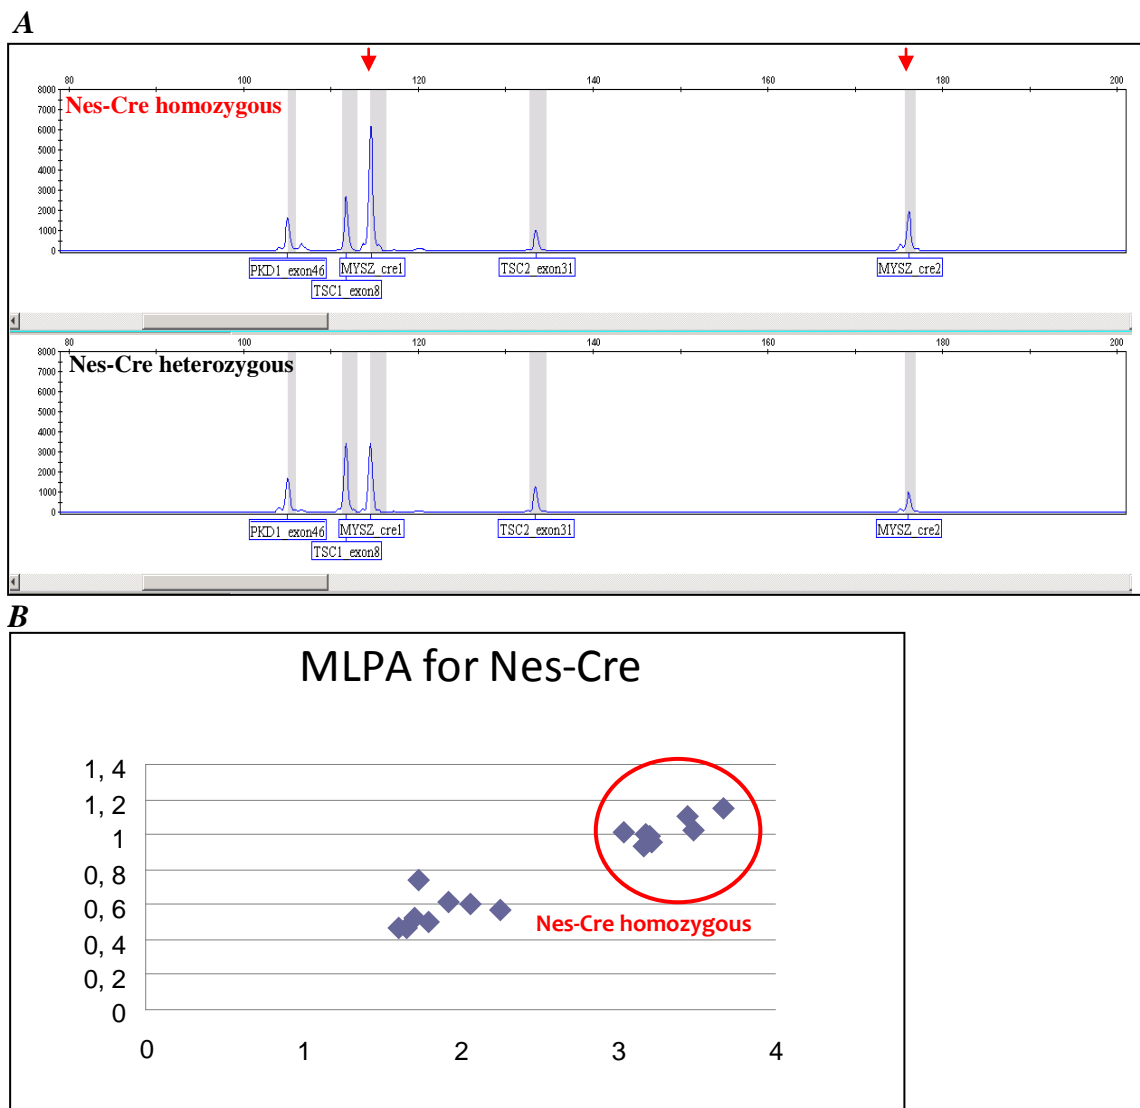 A
80 100 120 140 160 180 200
8000
7000
6000
5000
4000
3000
2000
1000
0
Nes-Cre homozygous
PKD1_exon46 MYSZ_cre1 TSC2_exon31 MYSZ_cre2
TSC1_exon8
80 100 120 140 160 180 200
8000
7000
6000
5000
4000
3000
2000
1000
0
Nes-Cre heterozygous
PKD1_exon46 MYSZ_cre1 TSC2_exon31 MYSZ_cre2
TSC1_exon8
B
MLPA for Nes-Cre
1, 4
1, 2
1
0, 8
0, 6
0, 4
0, 2
0
Nes-Cre homozygous
0 1 2 3 4